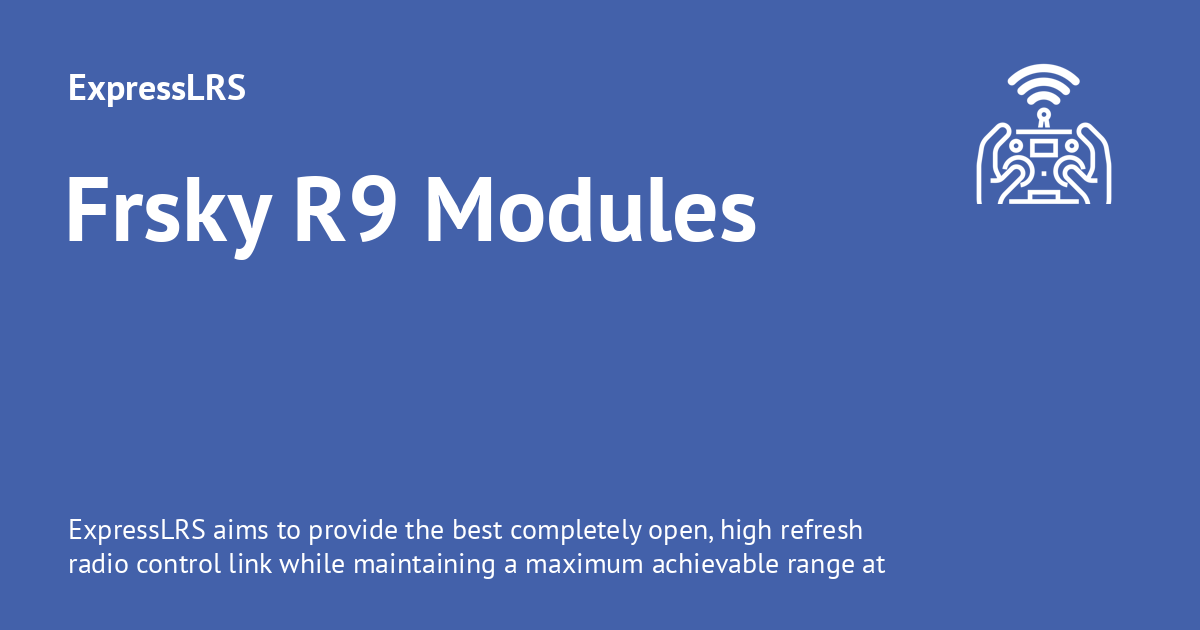 ExpressLRS
Frsky R9 Modules
ExpressLRS aims to provide the best completely open, high refresh
radio control link while maintaining a maximum achievable range at